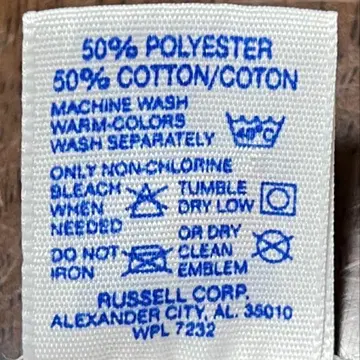 50% POLYESTER
50% COTTON/COTON
MACHINE WASH
WARM-COLORS
WASH SEPARATELY 40°C
ONLY NON-CHLORINE
BLEACH TUMBLE
WHEN DRY LOW
NEEDED OR DRY
DO NOT CLEAN
IRON EMBLEM
RUSSELL CORP.
ALEXANDER CITY, AL. 35010
WPL 7232